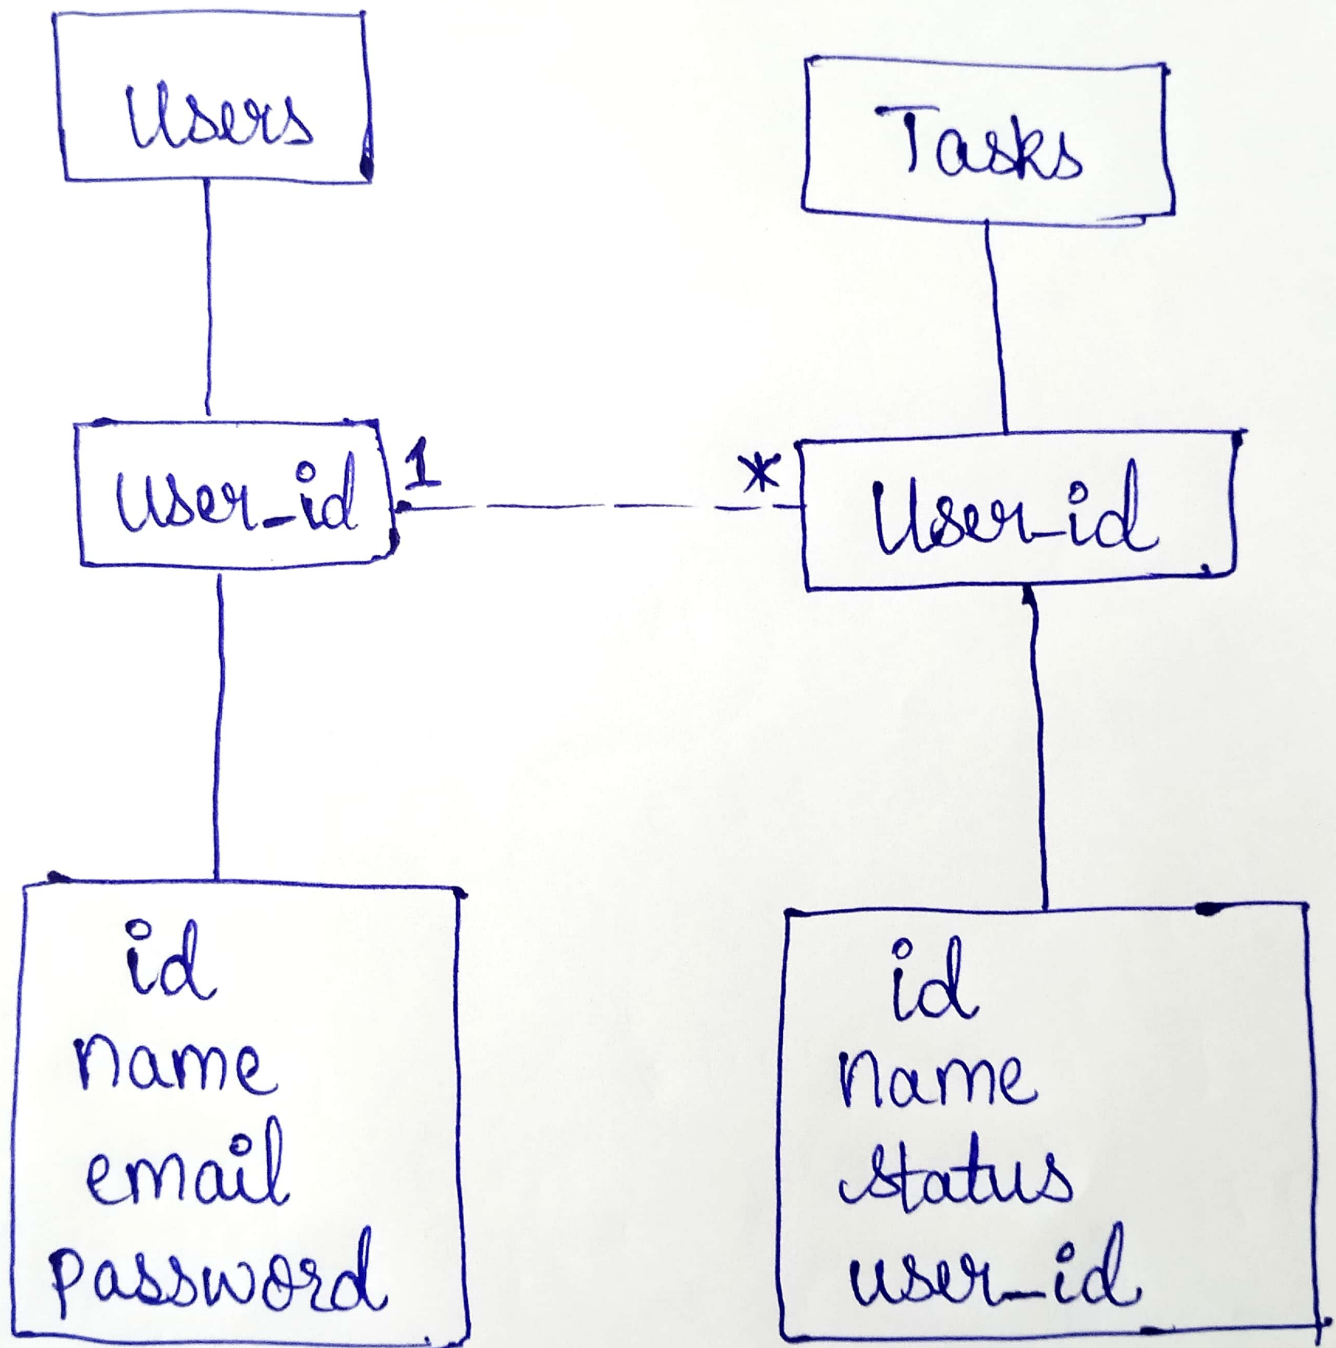 Users
Tasks
User_id
1
*
User_id
id
name
email
password
id
name
status
user_id